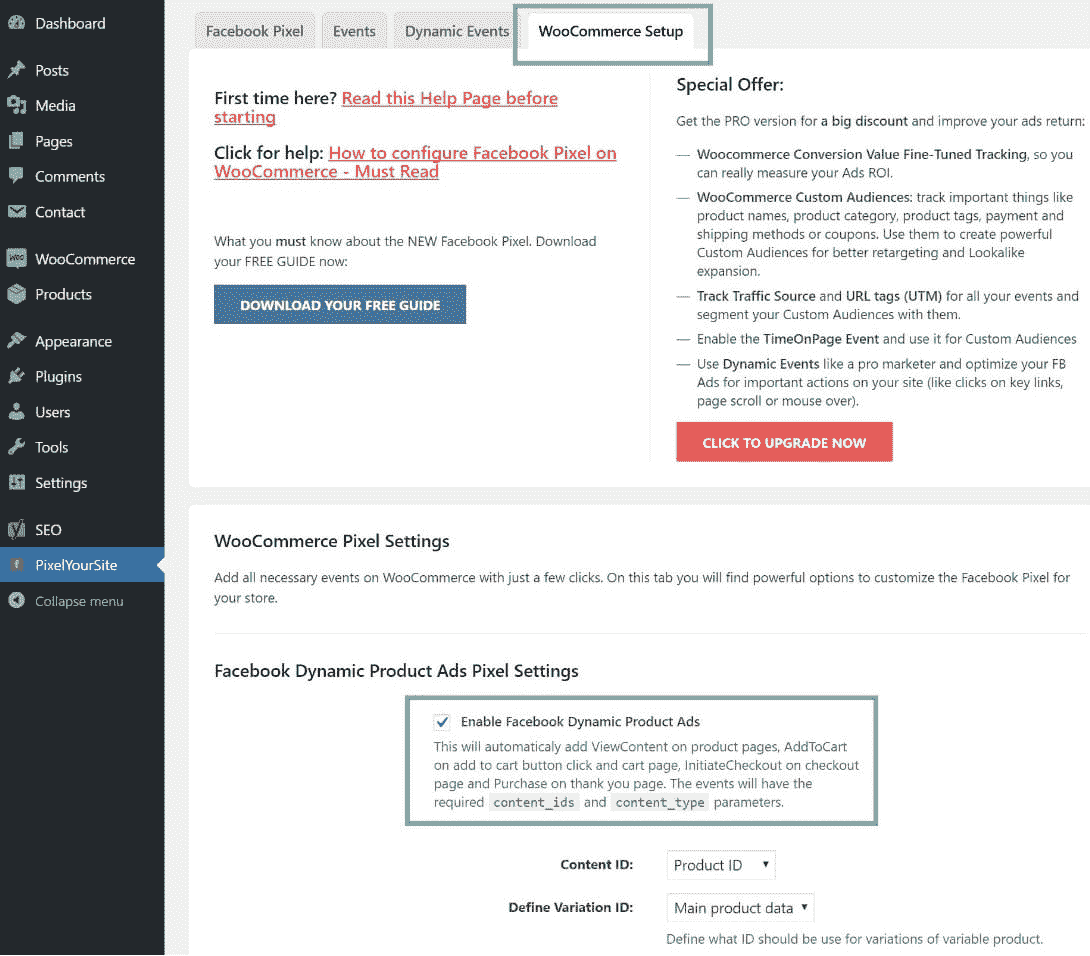 Dashboard
Posts
Media
Pages
Comments
Contact
WooCommerce
Products
Appearance
Plugins
Users
Tools
Settings
SEO
PixelYourSite
Collapse menu
Facebook Pixel
Events
Dynamic Events
WooCommerce Setup
First time here? Read this Help Page before
starting
Click for help: How to configure Facebook Pixel on
WooCommerce - Must Read
What you must know about the NEW Facebook Pixel. Download
your FREE GUIDE now:
DOWNLOAD YOUR FREE GUIDE
Special Offer:
Get the PRO version for a big discount and improve your ads return:
— Woocommerce Conversion Value Fine-Tuned Tracking, so you
can really measure your Ads ROI.
— WooCommerce Custom Audiences: track important things like
product names, product category, product tags, payment and
shipping methods or coupons. Use them to create powerful
Custom Audiences for better retargeting and Lookalike
expansion.
— Track Traffic Source and URL tags (UTM) for all your events and
segment your Custom Audiences with them.
— Enable the TimeOnPage Event and use it for Custom Audiences
— Use Dynamic Events like a pro marketer and optimize your FB
Ads for important actions on your site (like clicks on key links,
page scroll or mouse over).
CLICK TO UPGRADE NOW
WooCommerce Pixel Settings
Add all necessary events on WooCommerce with just a few clicks. On this tab you will find powerful options to customize the Facebook Pixel for
your store.
Facebook Dynamic Product Ads Pixel Settings
Enable Facebook Dynamic Product Ads
This will automaticaly add ViewContent on product pages, AddToCart
on add to cart button click and cart page, InitiateCheckout on checkout
page and Purchase on thank you page. The events will have the
required content_ids and content_type parameters.
Content ID: Product ID
Define Variation ID: Main product data
Define what ID should be use for variations of variable product.